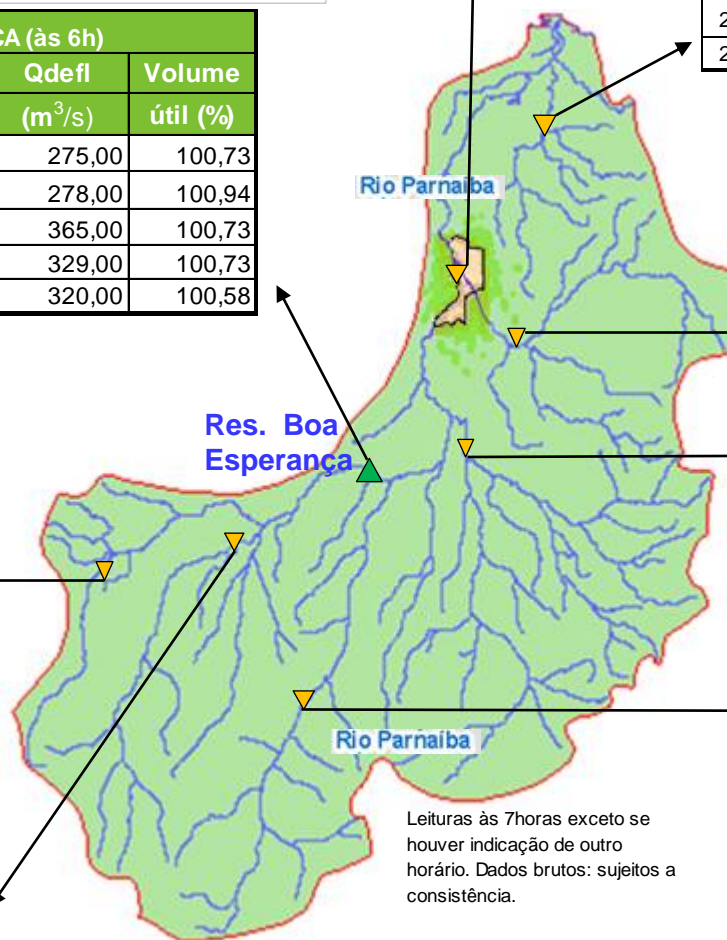 CA (às 6h)
Qdefl Volume
(m³/s) útil (%)
275,00 100,73
278,00 100,94
365,00 100,73
329,00 100,73
320,00 100,58
2
2
Rio Parnaíba
Res. Boa
Esperança
Rio Parnaíba
Leituras às 7horas exceto se
houver indicação de outro
horário. Dados brutos: sujeitos a
consistência.